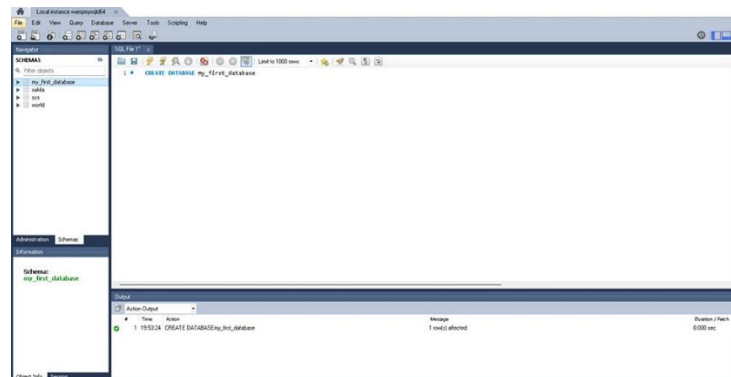 Local instance wampmysqld64
File Edit View Query Database Server Tools Scripting Help
Navigator
SCHEMAS
Filter objects
my_first_database
sakila
sys
world
Administration Schemas
Information
Schema:
my_first_database
Object Info Session
SQL File 1*
Limit to 1000 rows
1 CREATE DATABASE my_first_database
Output
Action Output
# Time Action Message Duration / Fetch
1 19:53:24 CREATE DATABASE my_first_database 1 row(s) affected 0.000 sec